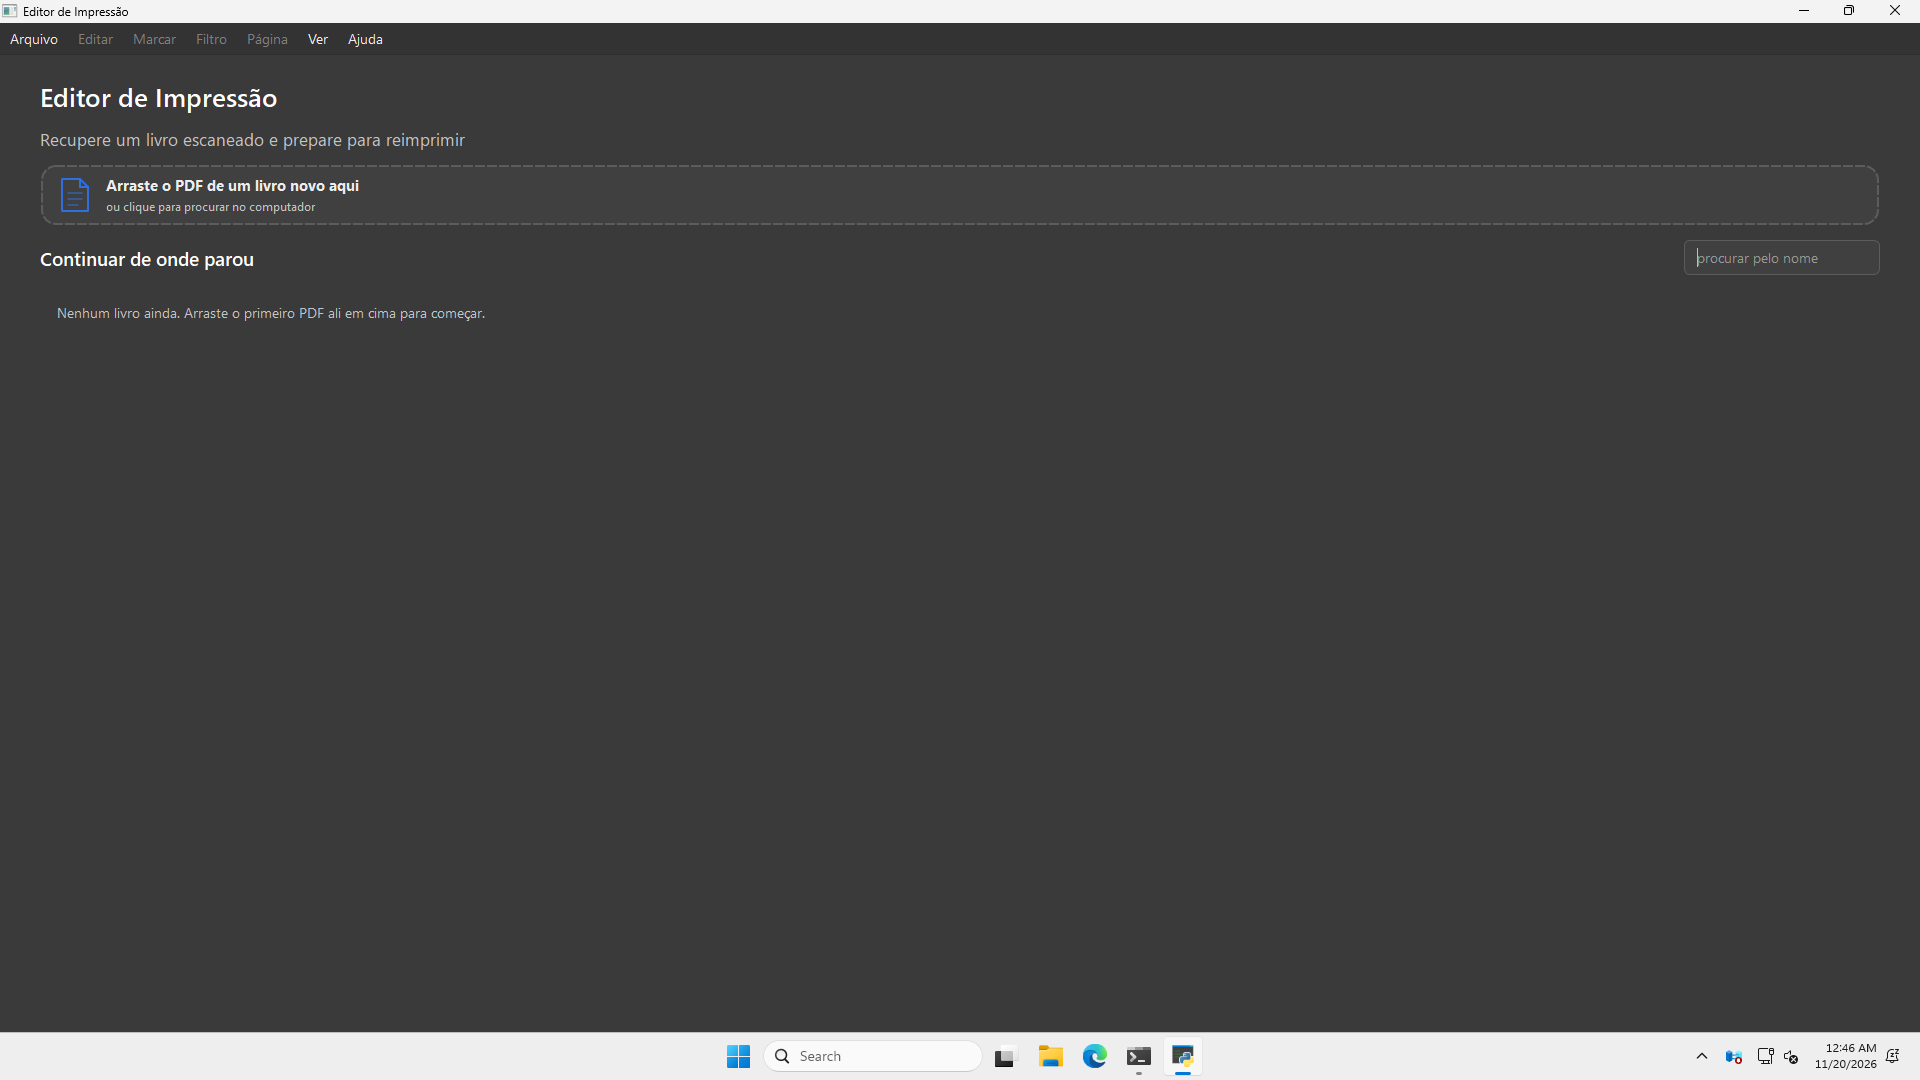 Editor de Impressão
Arquivo Editar Marcar Filtro Página Ver Ajuda
Editor de Impressão
Recupere um livro escaneado e prepare para reimprimir
Arraste o PDF de um livro novo aqui
ou clique para procurar no computador
Continuar de onde parou
procurar pelo nome
Nenhum livro ainda. Arraste o primeiro PDF ali em cima para começar.
Search
12:46 AM
11/20/2026